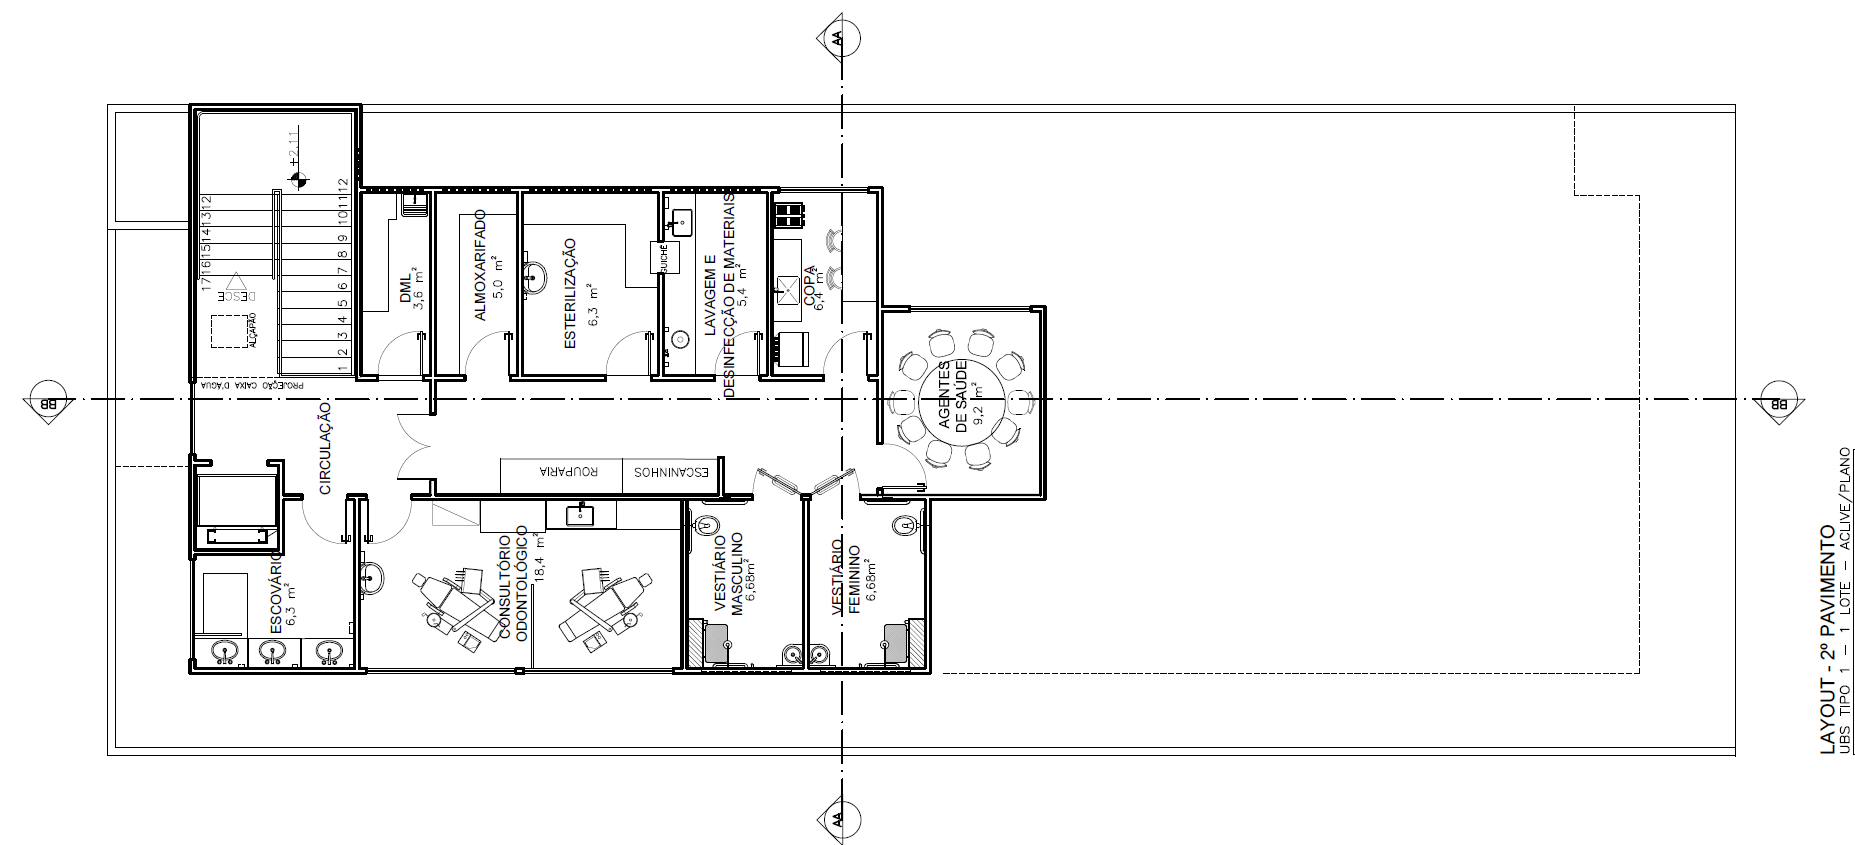 AA
+2,11
12
11
10
9
8
7
6
5
4
3
2
1
12
13
14
15
16
17
DESCE
ALÇAPÃO
PROJEÇÃO CAIXA D'ÁGUA
DML
3,6 m²
ALMOXARIFADO
5,0 m²
ESTERILIZAÇÃO
6,3 m²
GUICHÊ
LAVAGEM E
DESINFECÇÃO DE MATERIAIS
5,4 m²
COPA
6,4 m²
AGENTES
DE SAÚDE
9,2 m²
BB
BB
CIRCULAÇÃO
ROUPARIA
ESCANINHOS
ESCOVÁRIO
6,3 m²
CONSULTÓRIO
ODONTOLÓGICO
18,4 m²
VESTIÁRIO
MASCULINO
6,68m²
VESTIÁRIO
FEMININO
6,68m²
AA
LAYOUT - 2º PAVIMENTO
UBS TIPO 1 - 1 LOTE - ACLIVE/PLANO